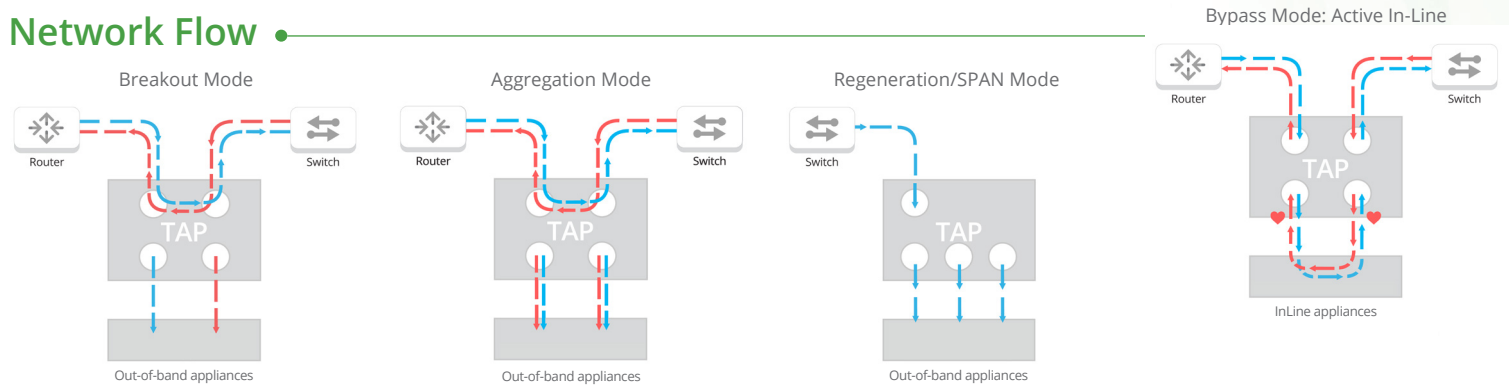 Network Flow
Breakout Mode
Router
Switch
TAP
Out-of-band appliances
Aggregation Mode
Router
Switch
TAP
Out-of-band appliances
Regeneration/SPAN Mode
Switch
TAP
Out-of-band appliances
Bypass Mode: Active In-Line
Router
Switch
TAP
InLine appliances